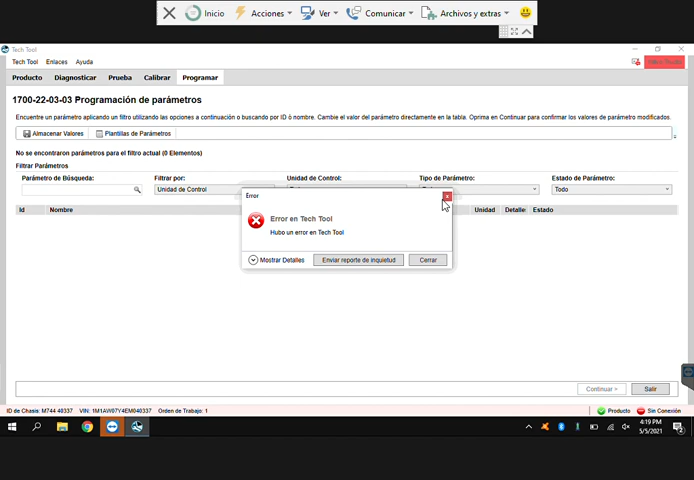 Inicio Acciones Ver Comunicar Archivos y extras
Tech Tool
Tech Tool Enlaces Ayuda
Producto Diagnosticar Prueba Calibrar Programar
1700-22-03-03 Programación de parámetros
Encuentre un parámetro aplicando un filtro utilizando las opciones a continuación o buscando por ID ó nombre. Cambie el valor del parámetro directamente en la tabla. Oprima en Continuar para confirmar los valores de parámetro modificados.
Almacenar Valores Plantillas de Parámetros
No se encontraron parámetros para el filtro actual (0 Elementos)
Filtrar Parámetros
Parámetro de Búsqueda: Filtrar por: Unidad de Control: Tipo de Parámetro: Estado de Parámetro:
Unidad de Control Todo
Id Nombre Unidad Detalle Estado
Error
Error en Tech Tool
Hubo un error en Tech Tool
Mostrar Detalles Enviar reporte de inquietud Cerrar
Continuar > Salir
ID de Chasis: M744 40337 VIN: 1M1AW07Y4EM040337 Orden de Trabajo: 1 Producto Sin Conexión
4:19 PM
5/5/2021
2